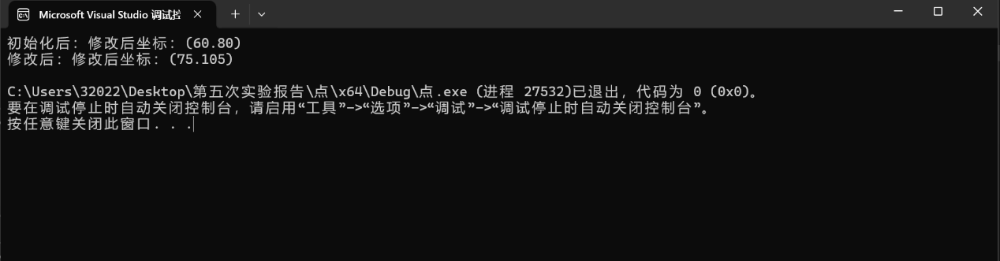 Microsoft Visual Studio 调试控
初始化后: 修改后坐标: (60.80)
修改后: 修改后坐标: (75.105)
C:\Users\32022\Desktop\第五次实验报告\点\x64\Debug\点.exe (进程 27532)已退出，代码为 0 (0x0)。
要在调试停止时自动关闭控制台，请启用“工具”->“选项”->“调试”->“调试停止时自动关闭控制台”。
按任意键关闭此窗口. . .